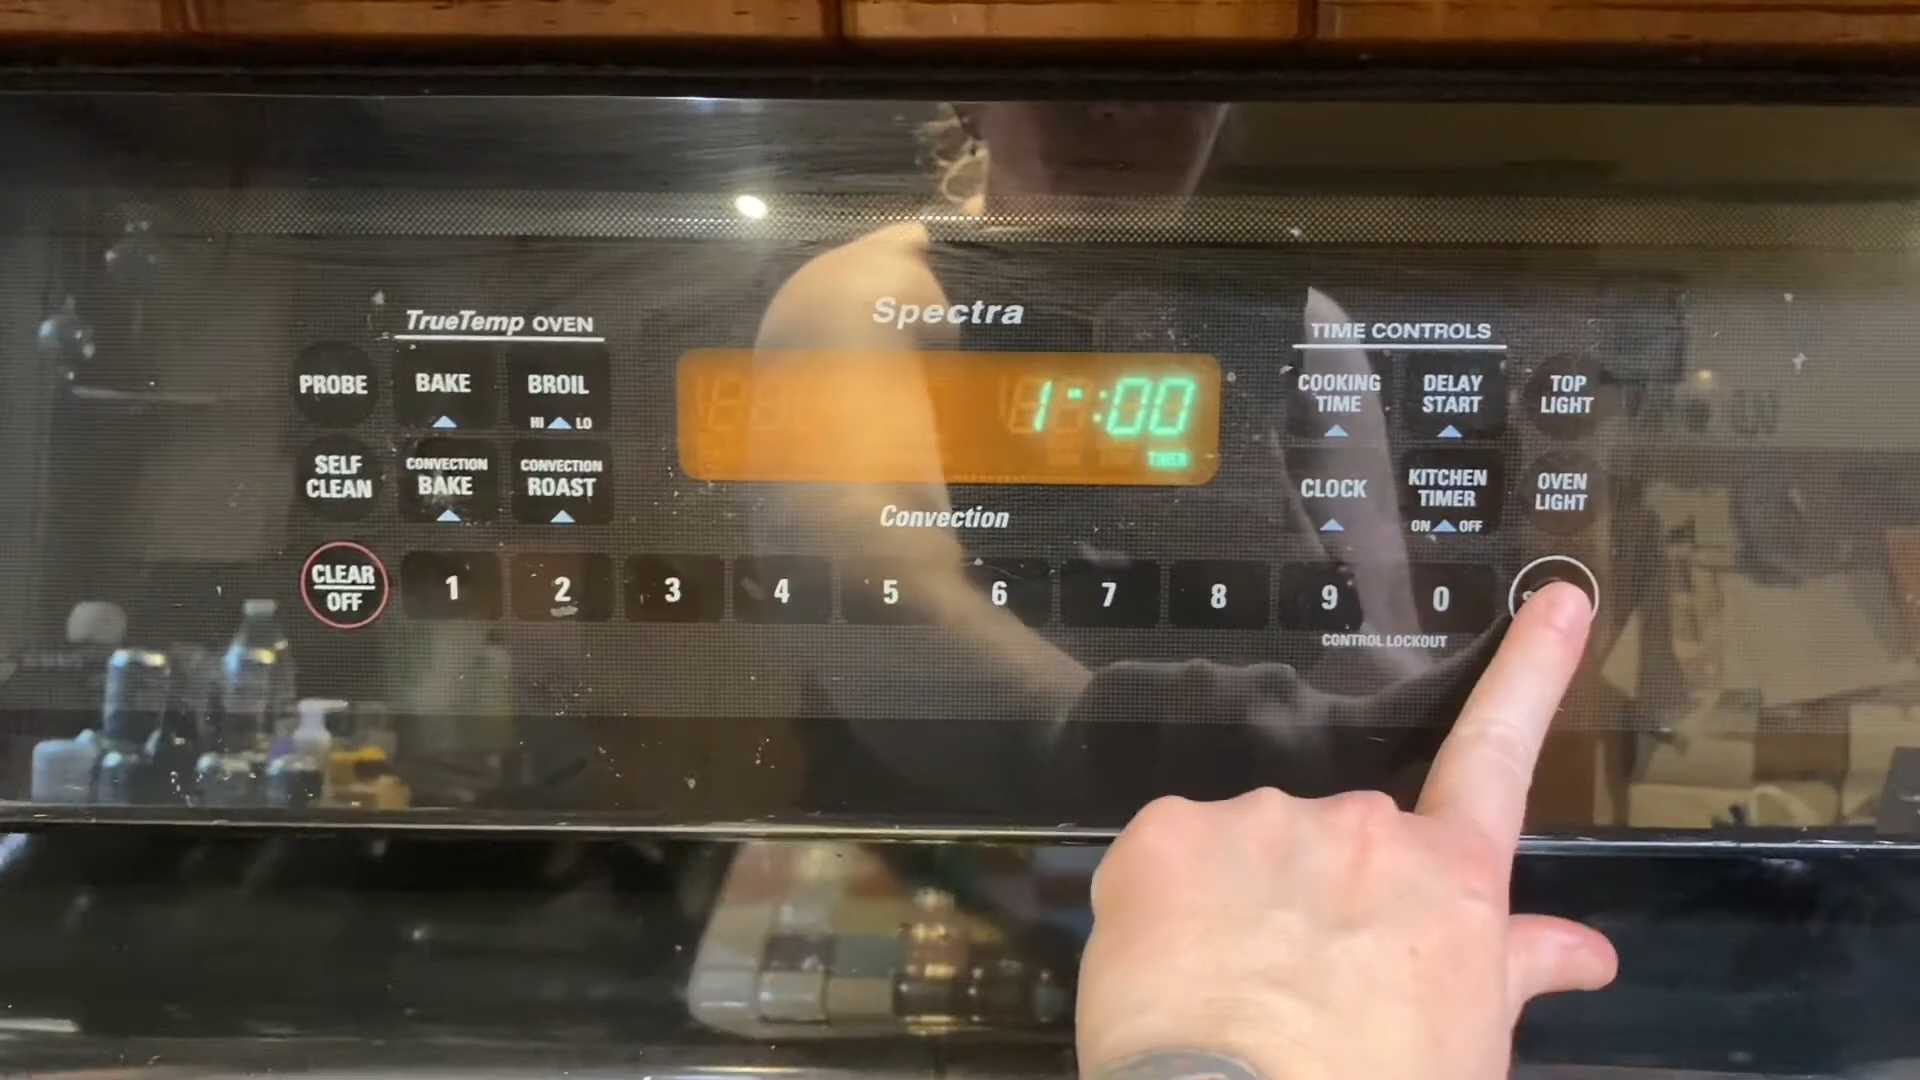 Spectra
TrueTemp OVEN
TIME CONTROLS
PROBE
BAKE
BROIL
HI LO
1 :00
TIMER
COOKING
TIME
DELAY
START
TOP
LIGHT
SELF
CLEAN
CONVECTION
BAKE
CONVECTION
ROAST
Convection
CLOCK
KITCHEN
TIMER
ON OFF
OVEN
LIGHT
CLEAR
OFF
1 2 3 4 5 6 7 8 9 0
CONTROL LOCKOUT